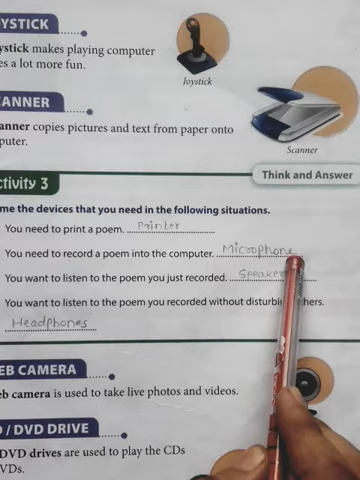 YSTICK
ystick makes playing computer
es a lot more fun.
Joystick
CANNER
anner copies pictures and text from paper onto
puter.
Scanner
ctivity 3
Think and Answer
me the devices that you need in the following situations.
You need to print a poem. Printer
You need to record a poem into the computer. Microphone
You want to listen to the poem you just recorded. Speaker
You want to listen to the poem you recorded without disturbi hers.
Headphones
EB CAMERA
eb camera is used to take live photos and videos.
D / DVD DRIVE
DVD drives are used to play the CDs
VDs.